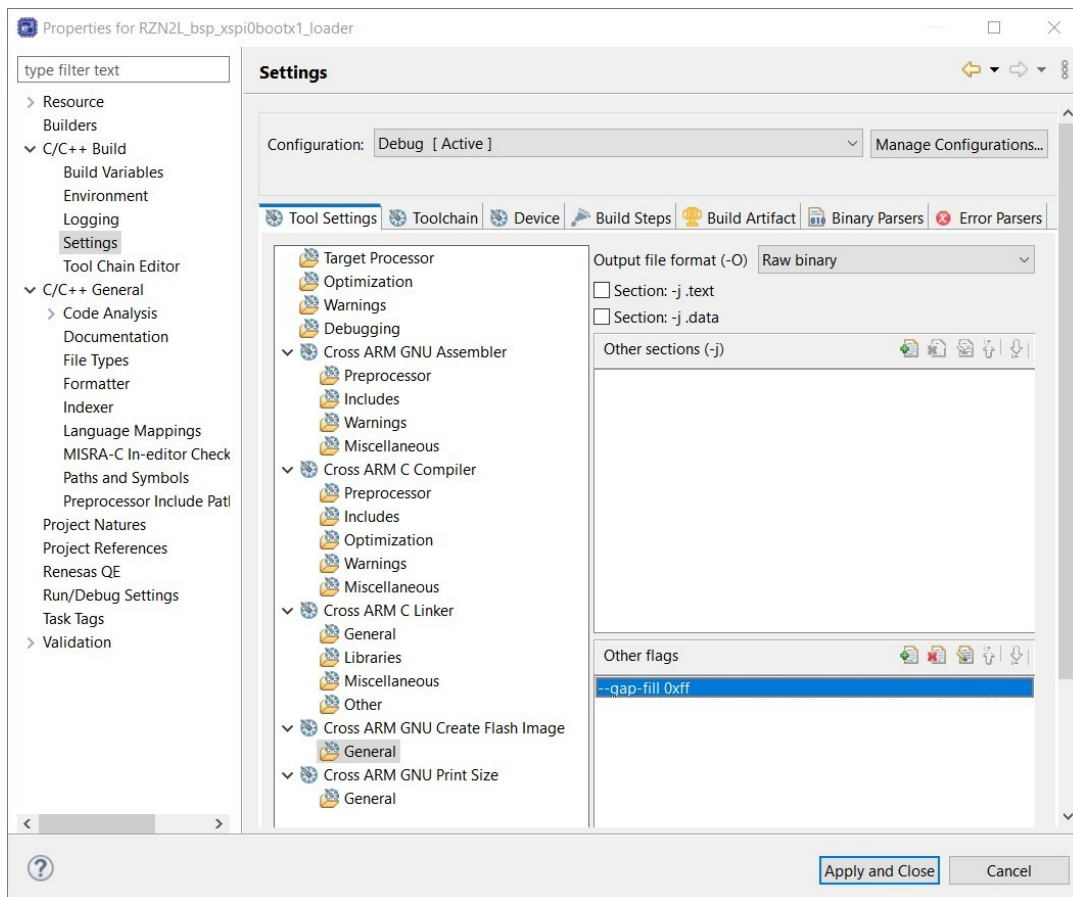 Properties for RZN2L_bsp_xspi0bootx1_loader
type filter text
Resource
Builders
C/C++ Build
Build Variables
Environment
Logging
Settings
Tool Chain Editor
C/C++ General
Code Analysis
Documentation
File Types
Formatter
Indexer
Language Mappings
MISRA-C In-editor Check
Paths and Symbols
Preprocessor Include Pat
Project Natures
Project References
Renesas QE
Run/Debug Settings
Task Tags
Validation
Settings
Configuration: Debug [ Active ] Manage Configurations...
Tool Settings Toolchain Device Build Steps Build Artifact Binary Parsers Error Parsers
Target Processor
Optimization
Warnings
Debugging
Cross ARM GNU Assembler
Preprocessor
Includes
Warnings
Miscellaneous
Cross ARM C Compiler
Preprocessor
Includes
Optimization
Warnings
Miscellaneous
Cross ARM C Linker
General
Libraries
Miscellaneous
Other
Cross ARM GNU Create Flash Image
General
Cross ARM GNU Print Size
General
Output file format (-O) Raw binary
Section: -j .text
Section: -j .data
Other sections (-j)
Other flags
--gap-fill 0xff
Apply and Close Cancel